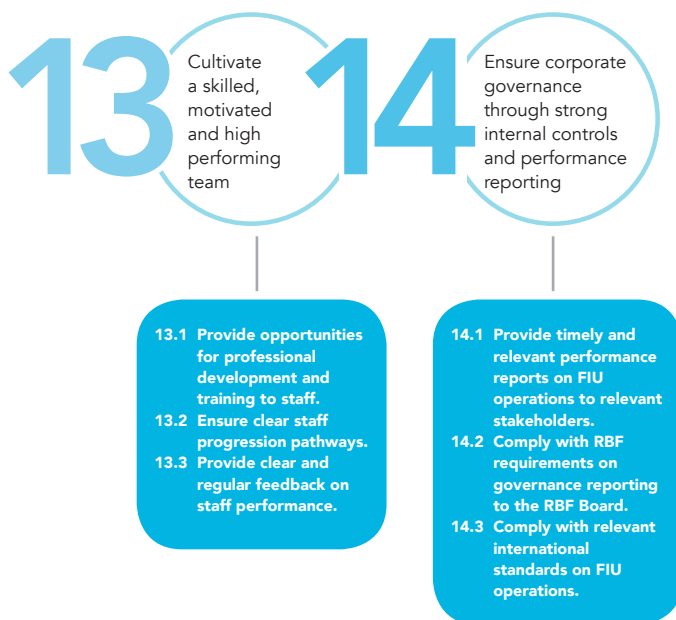 13
Cultivate
a skilled,
motivated
and high
performing
team
14
Ensure corporate
governance
through strong
internal controls
and performance
reporting
13.1 Provide opportunities
for professional
development and
training to staff.
13.2 Ensure clear staff
progression pathways.
13.3 Provide clear and
regular feedback on
staff performance.
14.1 Provide timely and
relevant performance
reports on FIU
operations to relevant
stakeholders.
14.2 Comply with RBF
requirements on
governance reporting
to the RBF Board.
14.3 Comply with relevant
international
standards on FIU
operations.